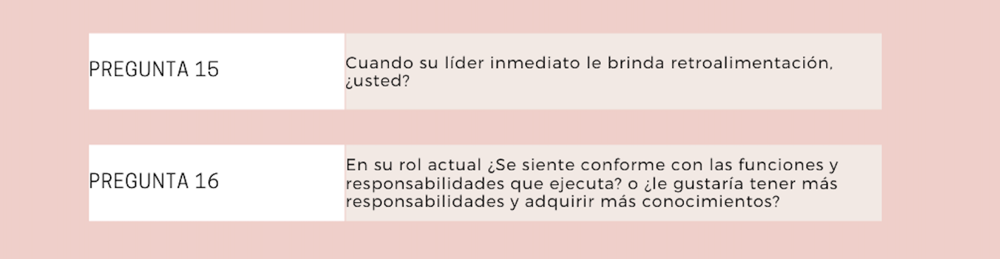 PREGUNTA 15
Cuando su líder inmediato le brinda retroalimentación,
¿usted?
PREGUNTA 16
En su rol actual ¿Se siente conforme con las funciones y
responsabilidades que ejecuta? o ¿le gustaría tener más
responsabilidades y adquirir más conocimientos?